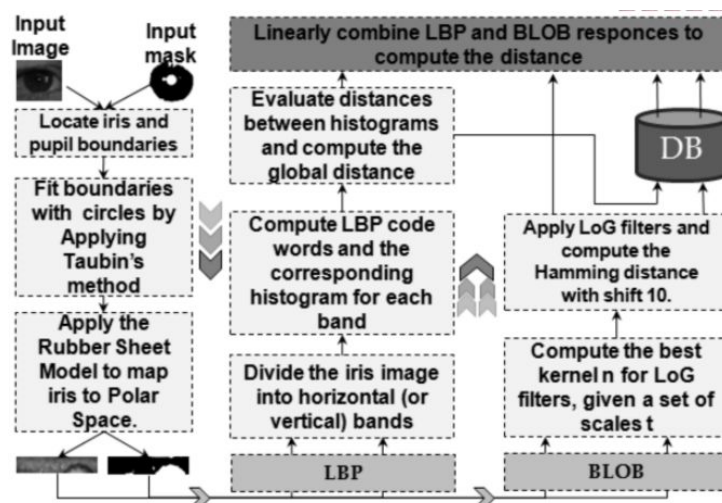 Input
Image
Input
mask
Locate iris and
pupil boundaries
Fit boundaries
with circles by
Applying
Taubin's
method
Apply the
Rubber Sheet
Model to map
iris to Polar
Space.
Linearly combine LBP and BLOB responces to
compute the distance
Evaluate distances
between histograms
and compute the
global distance
Compute LBP code
words and the
corresponding
histogram for each
band
Divide the iris image
into horizontal (or
vertical) bands
LBP
DB
Apply LoG filters and
compute the
Hamming distance
with shift 10.
Compute the best
kernel n for LoG
filters, given a set of
scales t
BLOB